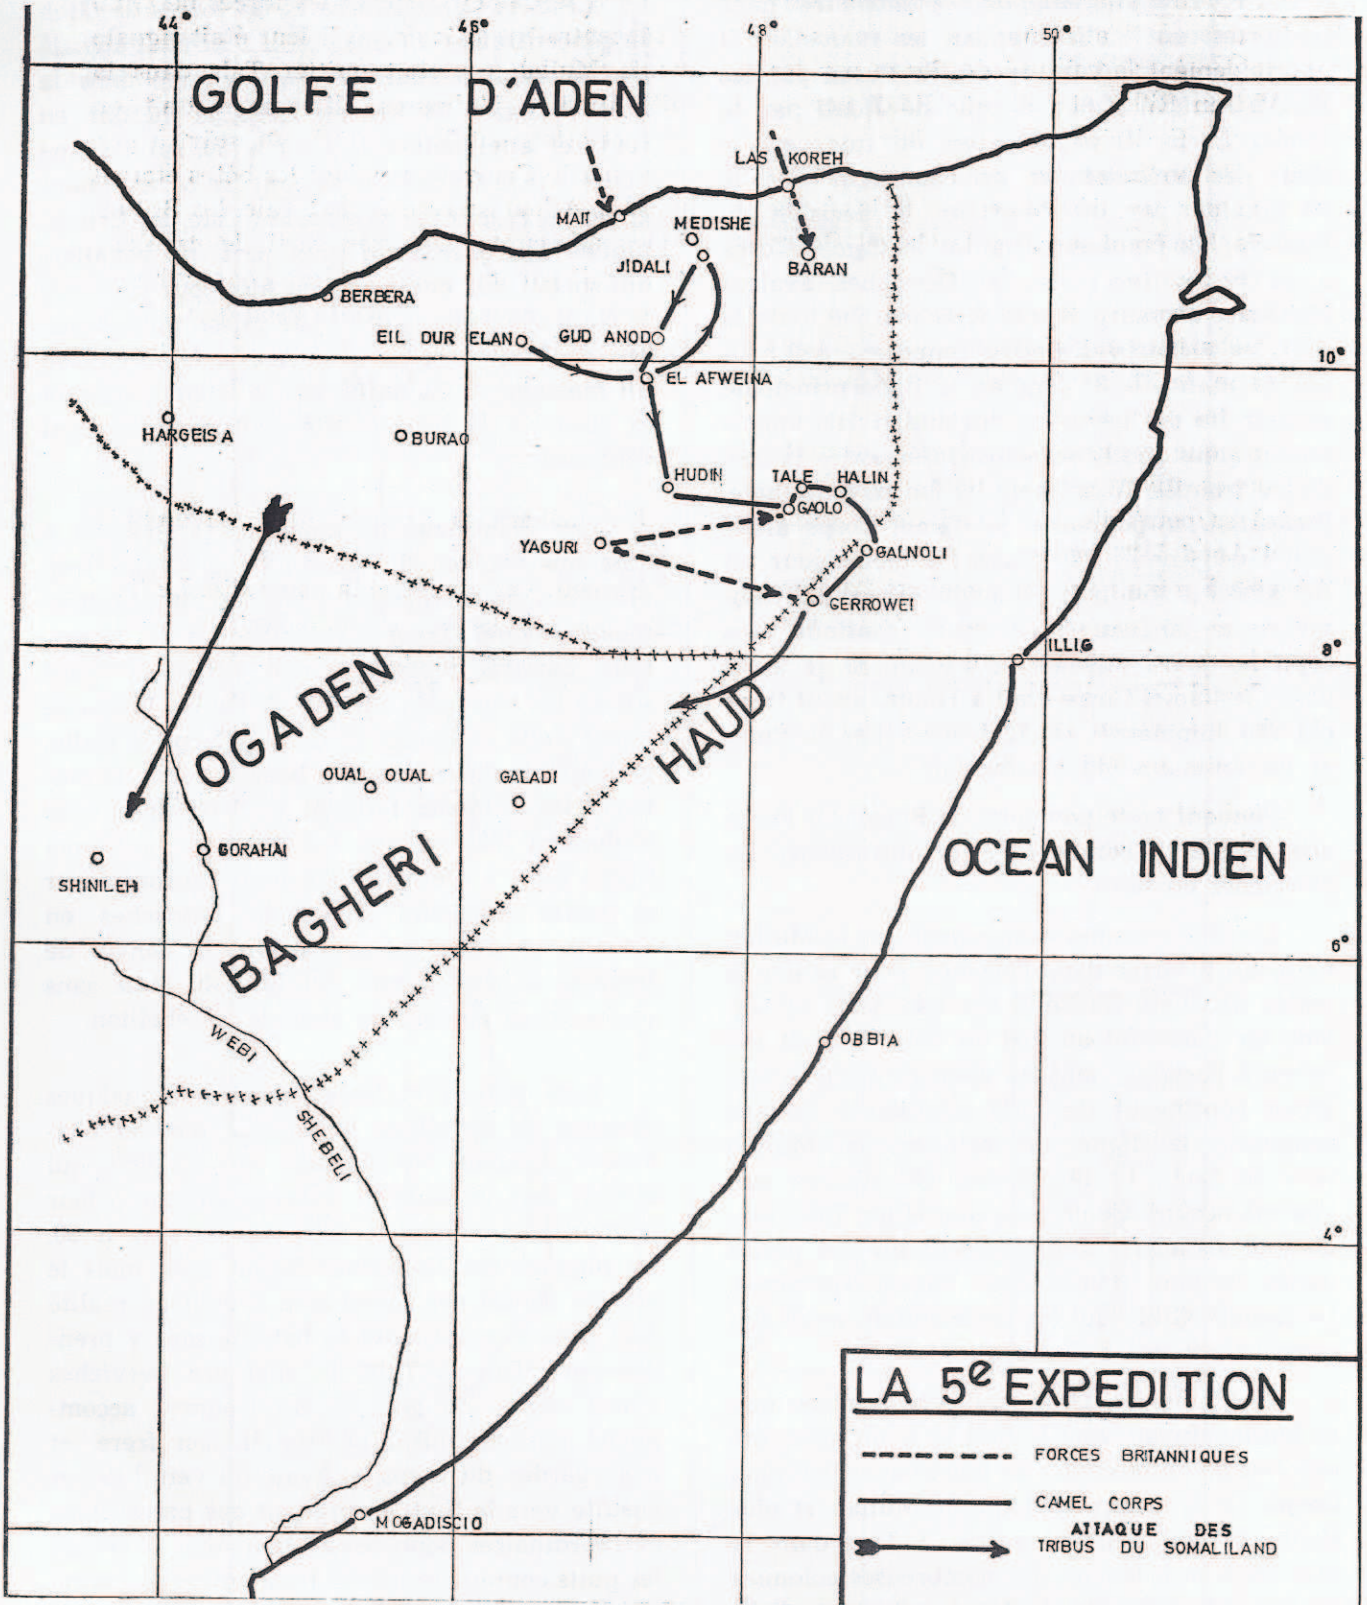 44°
46°
48°
50°
GOLFE D'ADEN
LAS KOREH
MAIT
MEDISHE
JIDALI
BARAN
BERBERA
EIL DUR ELAN
GUD ANOD
10°
EL AFWEINA
HARGEISA
BURAO
HUDIN
TALE
HALIN
GAOLO
YAGURI
GALNOLI
GERROWEI
ILLIG
8°
OGADEN
HAUD
OUAL OUAL
GALADI
GORAHAI
OCEAN INDIEN
SHINILEH
BAGHERI
6°
WEBI
OBBIA
SHEBELI
4°
LA 5e EXPEDITION
FORCES BRITANNIQUES
CAMEL CORPS
ATTAQUE DES
TRIBUS DU SOMALILAND
MOGADISCIO